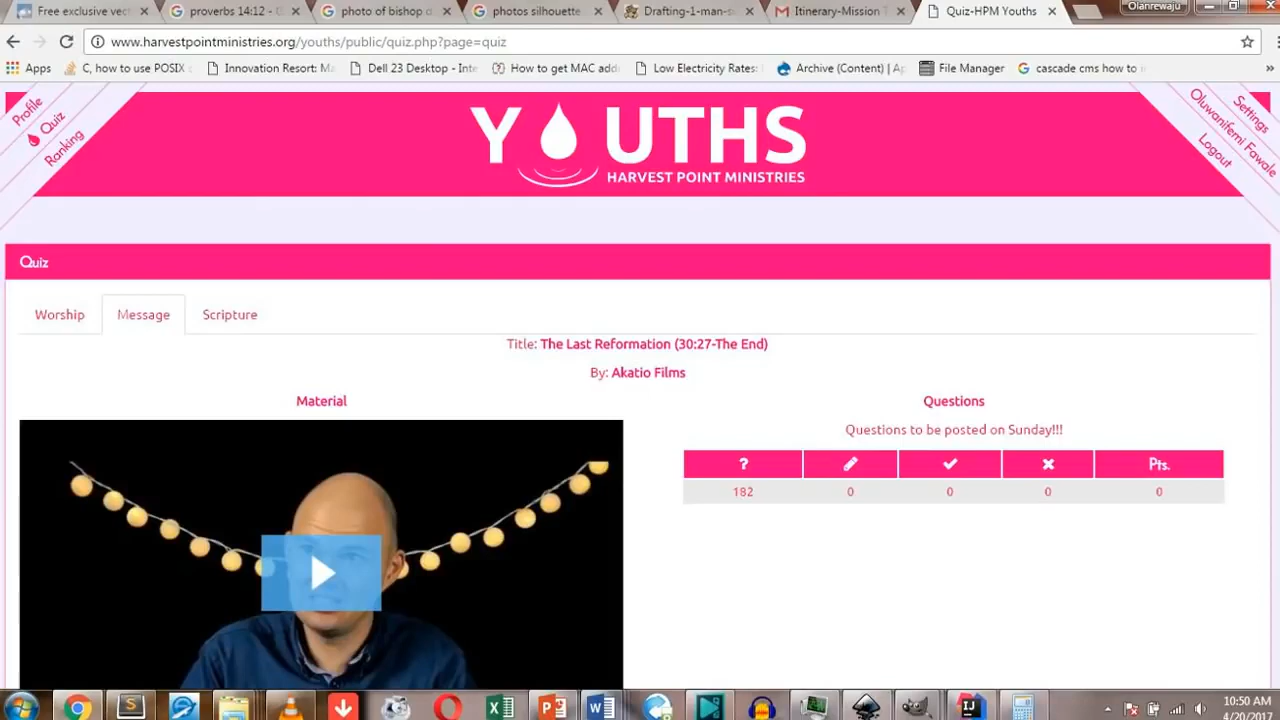 Free exclusive vect
proverbs 14:12 - G
photo of bishop o
photos silhouette
Drafting-1-man-s
Itinerary-Mission T
Quiz-HPM Youths
Olanrewaju
www.harvestpointministries.org/youths/public/quiz.php?page=quiz
Apps
C, how to use POSIX
Innovation Resort: Ma
Dell 23 Desktop - Inte
How to get MAC add
Low Electricity Rates:
Archive (Content) | Ap
File Manager
cascade cms how to
»
Profile
Quiz
Ranking
YOUTHS
HARVEST POINT MINISTRIES
Settings
Oluwanifemi Fawale
Logout
Quiz
Worship
Message
Scripture
Title: The Last Reformation (30:27-The End)
By: Akatio Films
Material
Questions
Questions to be posted on Sunday!!!
? Pts.
182 0 0 0 0
10:50 AM
4/20/2017